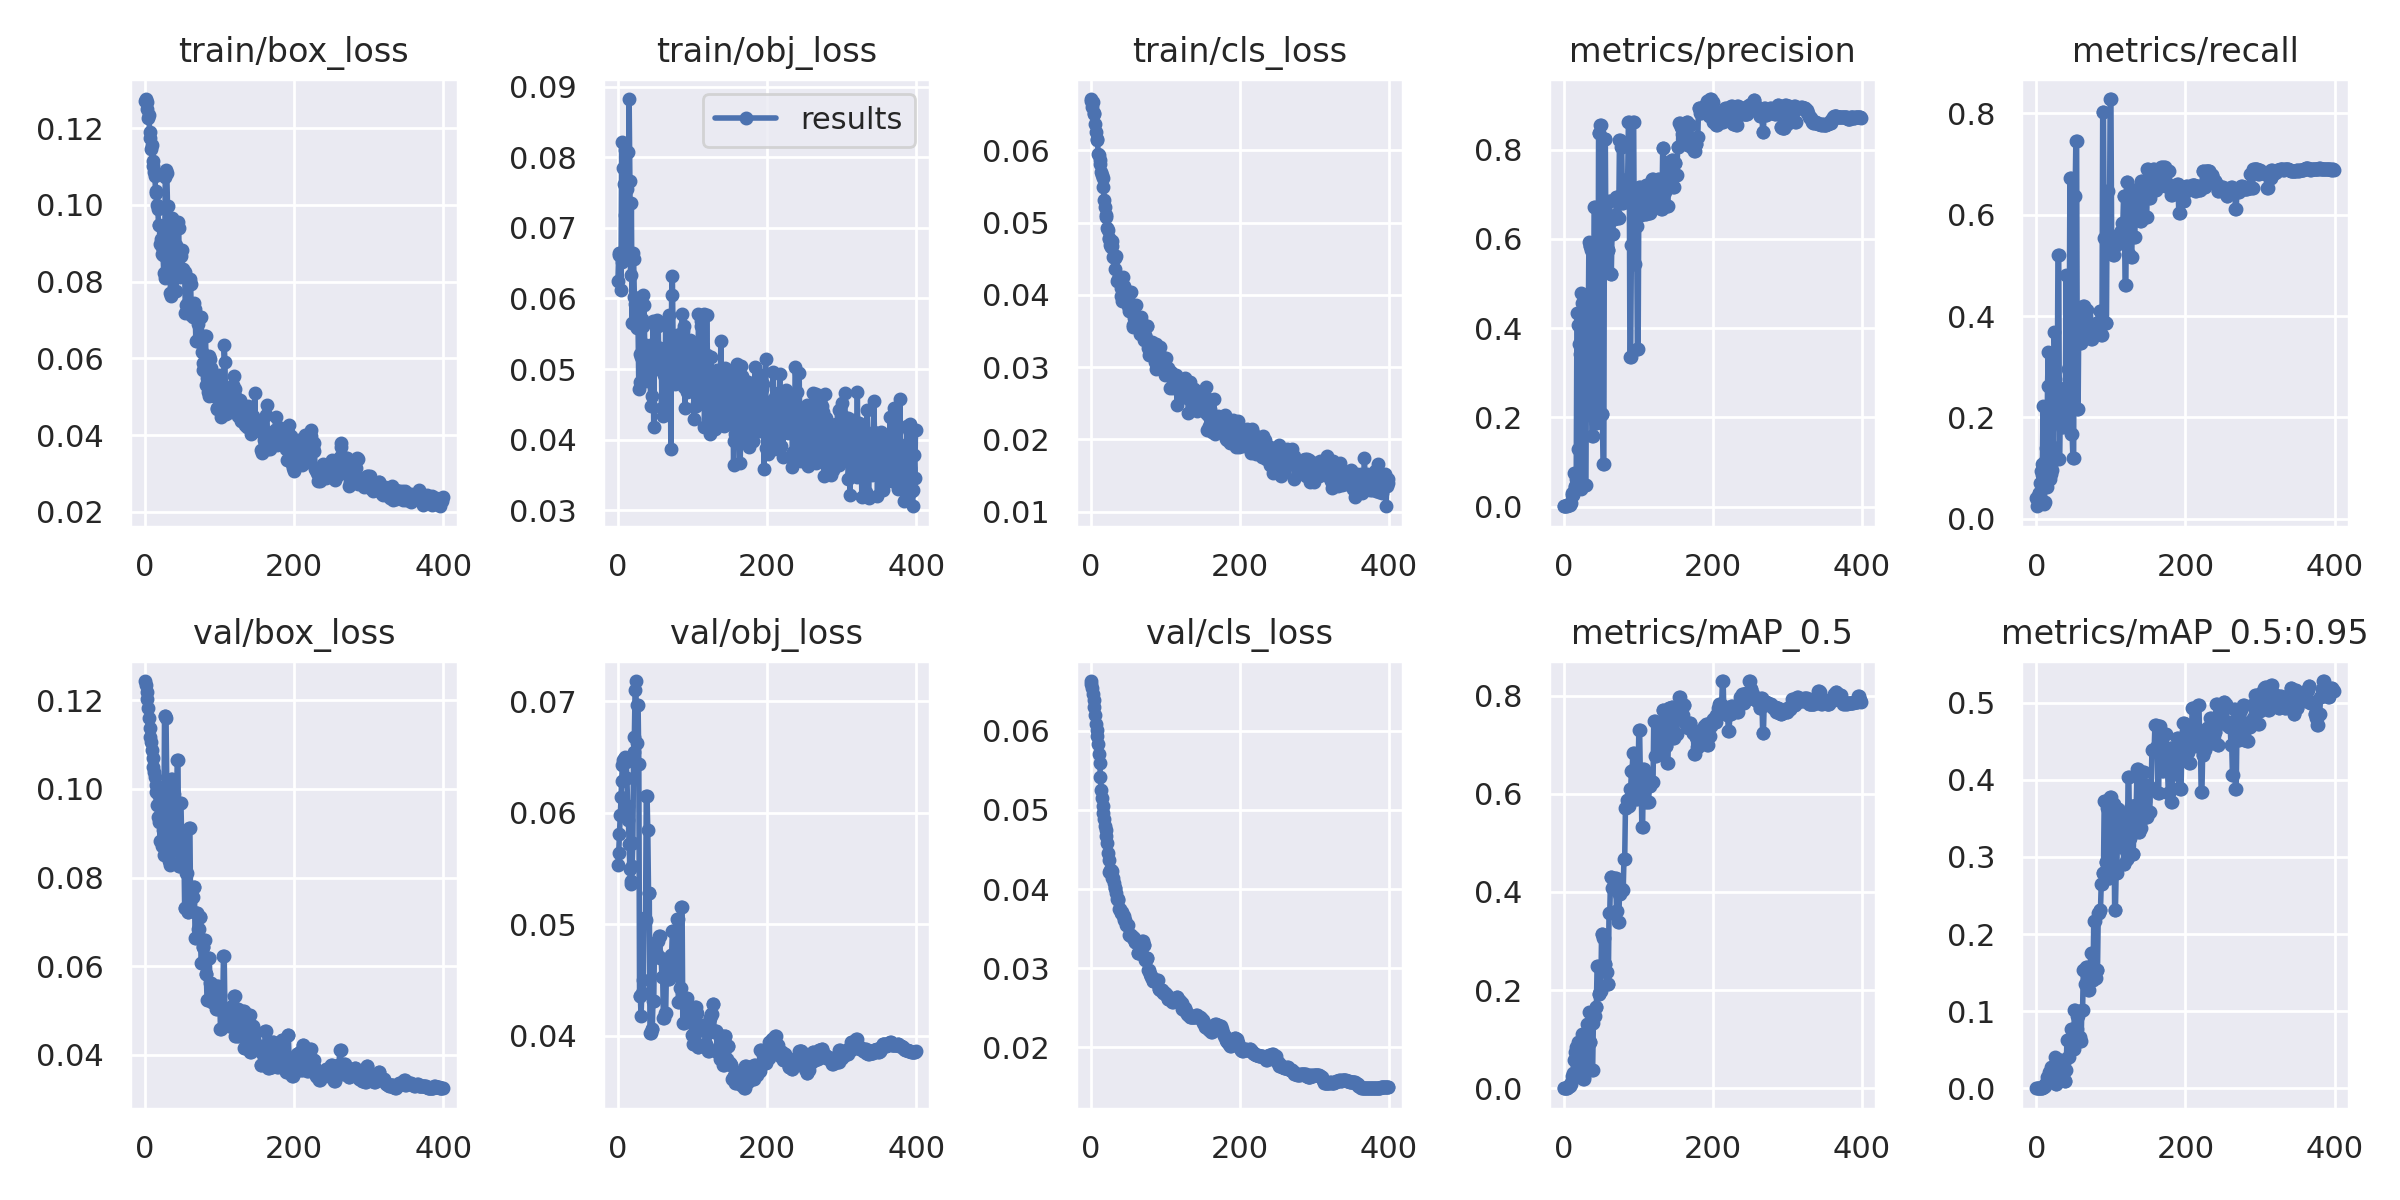 train/box_loss
0.12
0.10
0.08
0.06
0.04
0.02
0 200 400
train/obj_loss
results
0.09
0.08
0.07
0.06
0.05
0.04
0.03
0 200 400
train/cls_loss
0.06
0.05
0.04
0.03
0.02
0.01
0 200 400
metrics/precision
0.8
0.6
0.4
0.2
0.0
0 200 400
metrics/recall
0.8
0.6
0.4
0.2
0.0
0 200 400
val/box_loss
0.12
0.10
0.08
0.06
0.04
0 200 400
val/obj_loss
0.07
0.06
0.05
0.04
0 200 400
val/cls_loss
0.06
0.05
0.04
0.03
0.02
0 200 400
metrics/mAP_0.5
0.8
0.6
0.4
0.2
0.0
0 200 400
metrics/mAP_0.5:0.95
0.5
0.4
0.3
0.2
0.1
0.0
0 200 400